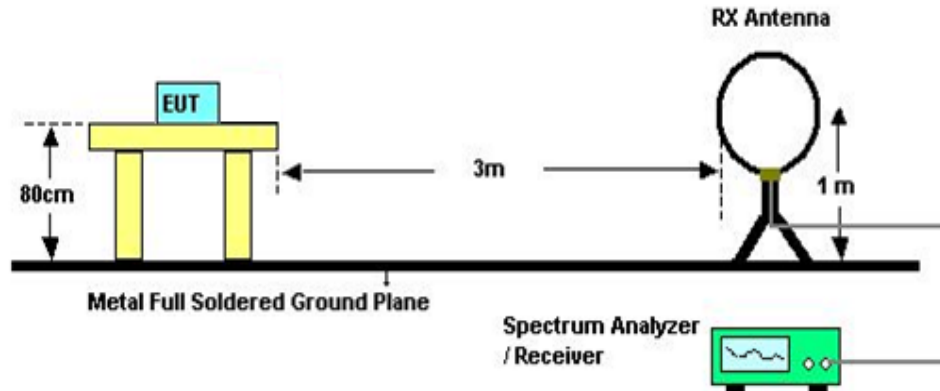 RX Antenna
EUT
3m
80cm
1 m
Metal Full Soldered Ground Plane
Spectrum Analyzer
/ Receiver